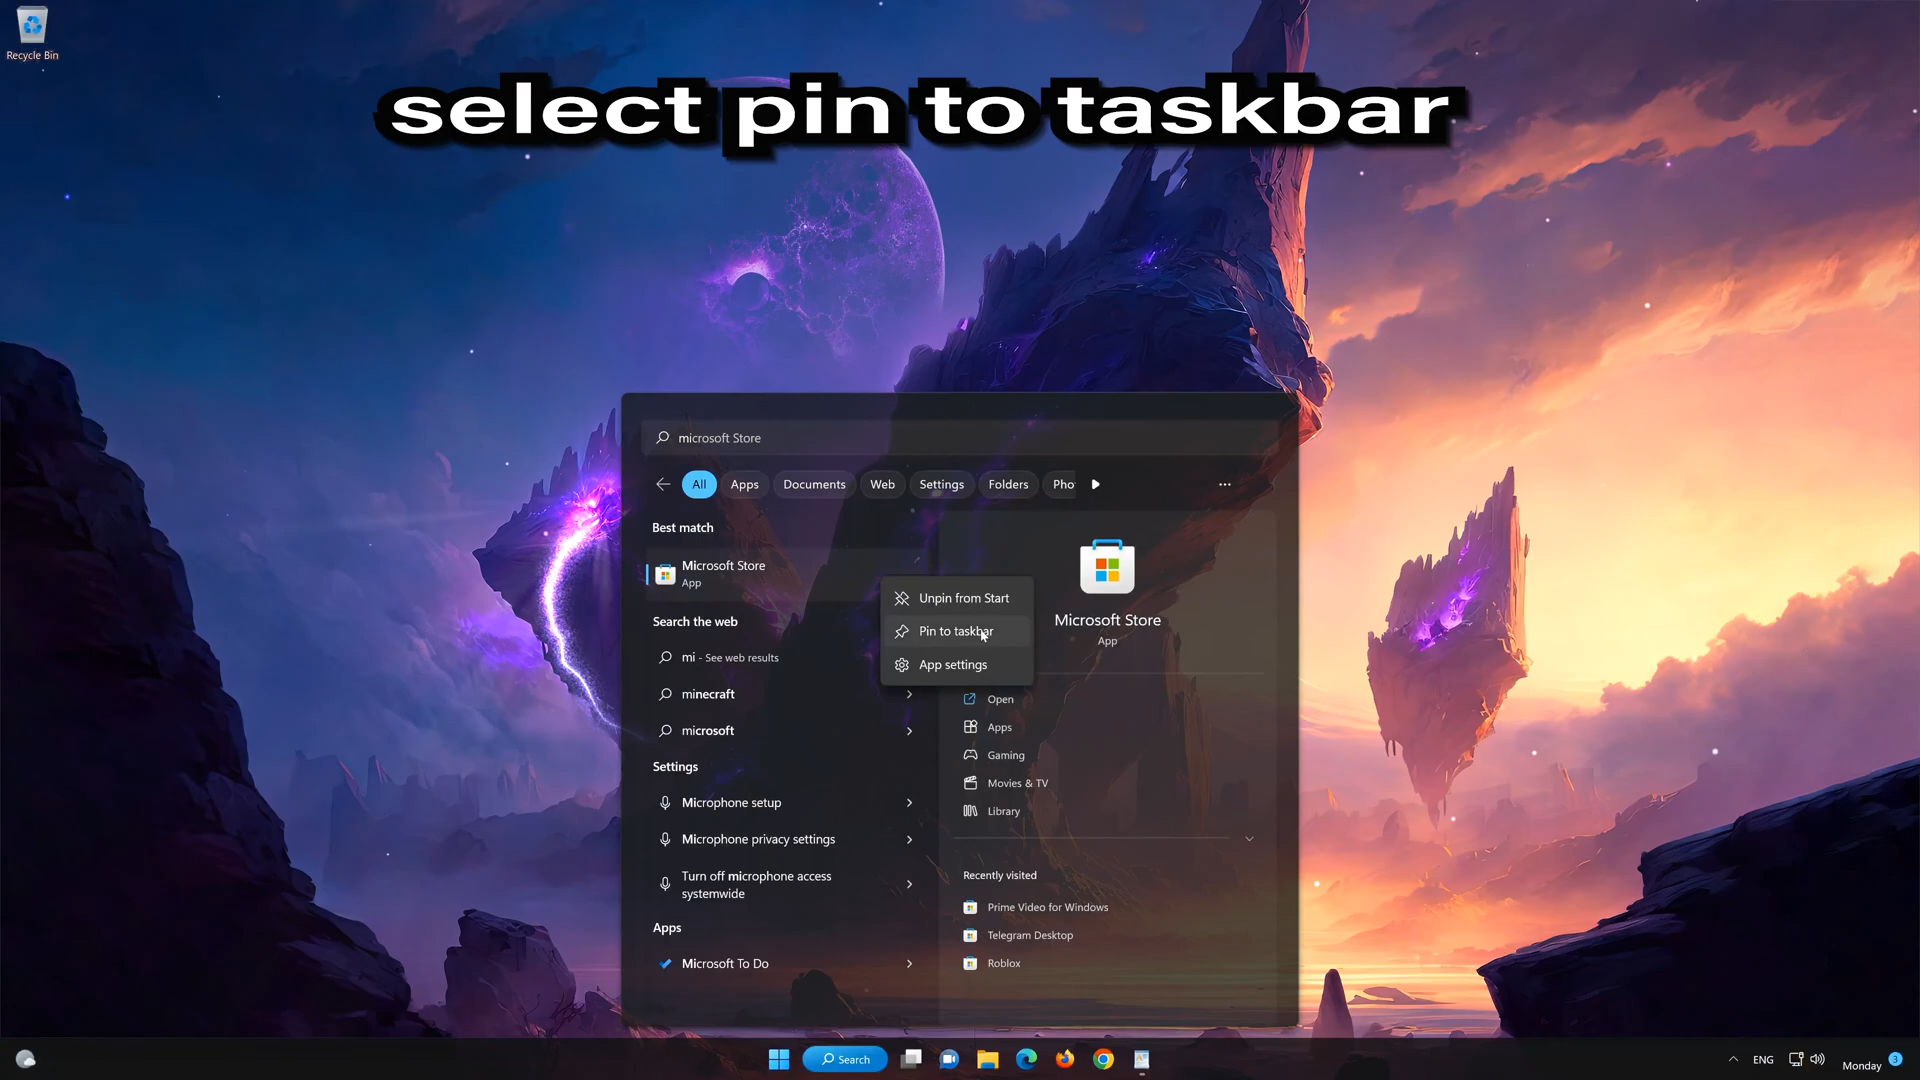 Recycle Bin
select pin to taskbar
microsoft Store
All
Apps
Documents
Web
Settings
Folders
Pho
Best match
Microsoft Store
App
Search the web
mi - See web results
minecraft
microsoft
Settings
Microphone setup
Microphone privacy settings
Turn off microphone access
systemwide
Apps
Microsoft To Do
Unpin from Start
Pin to taskbar
App settings
Microsoft Store
App
Open
Apps
Gaming
Movies & TV
Library
Recently visited
Prime Video for Windows
Telegram Desktop
Roblox
Search
ENG
Monday
3